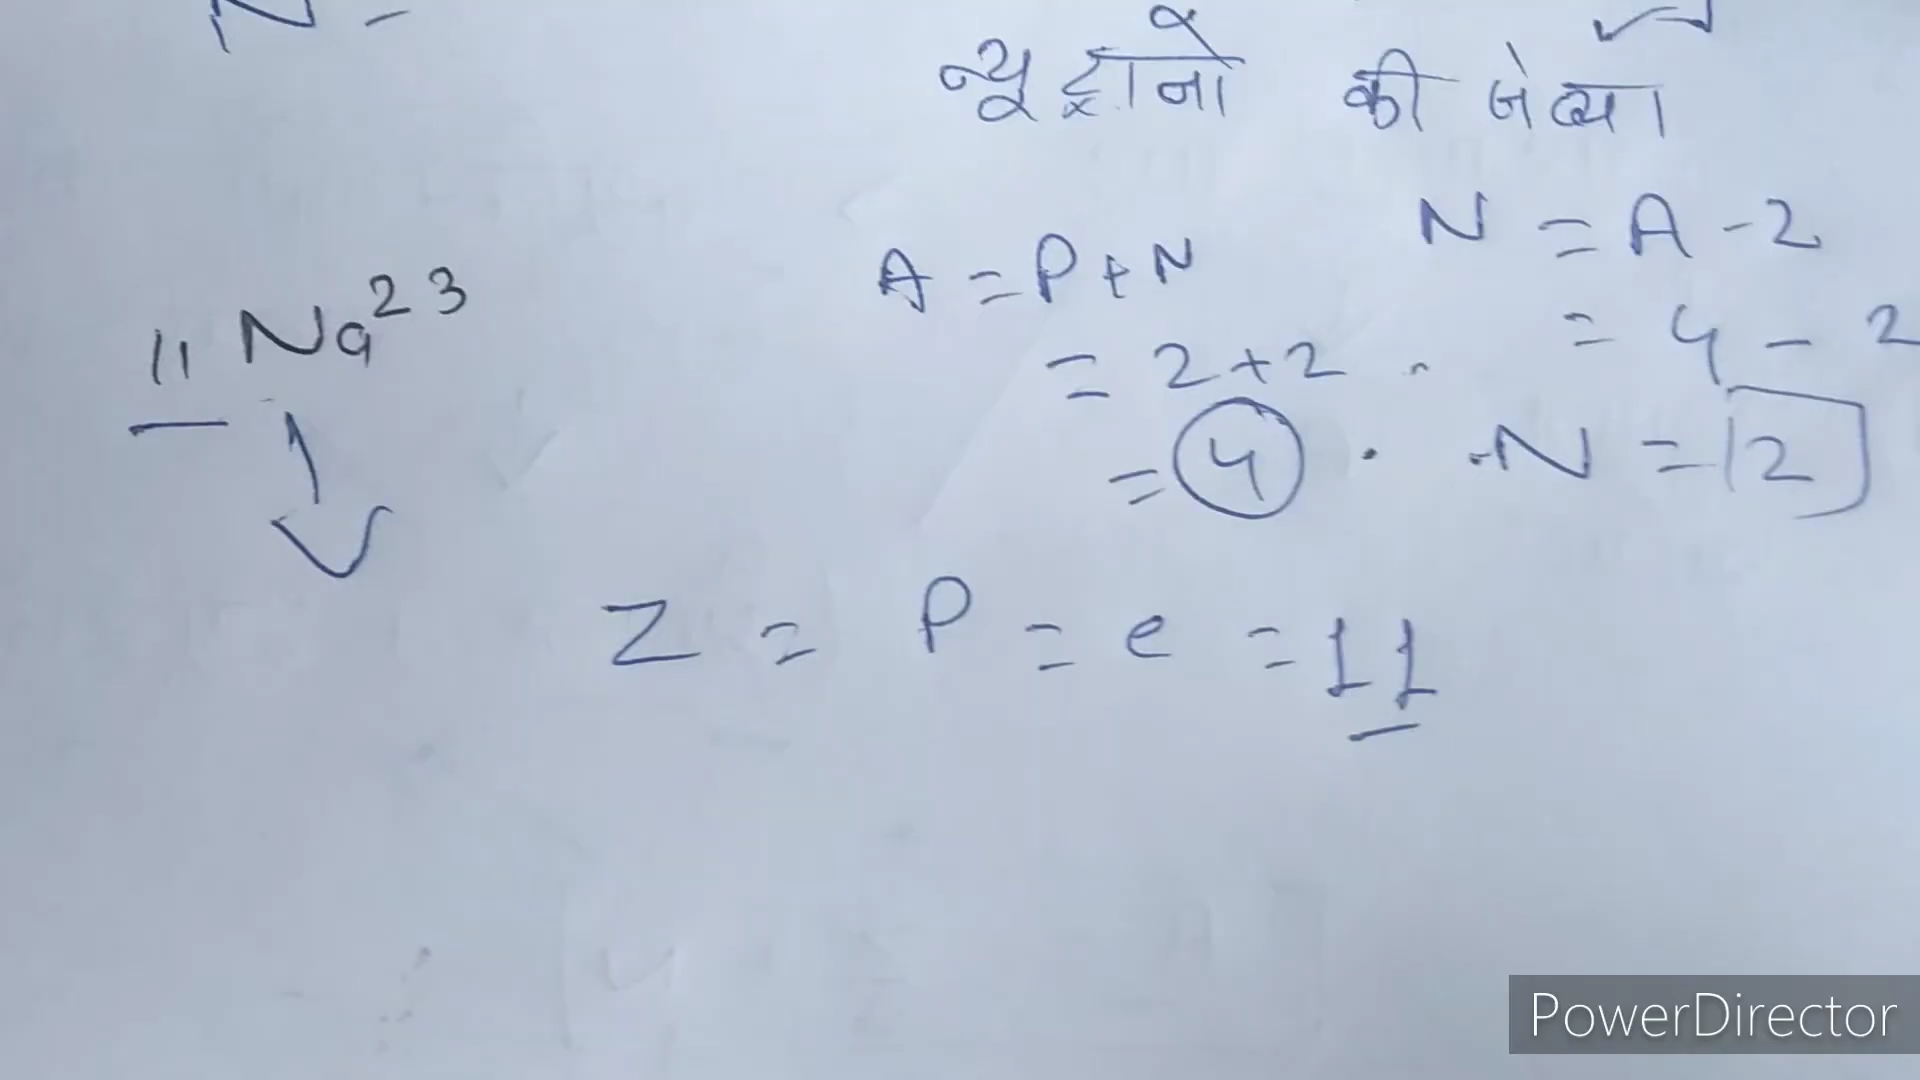 N =
न्यूट्रानो की संख्या
N = A - 2
A = P + N
₁₁Na²³
= 4 - 2
= 2 + 2
= 4
N = 2
Z = P = e = 11
PowerDirector